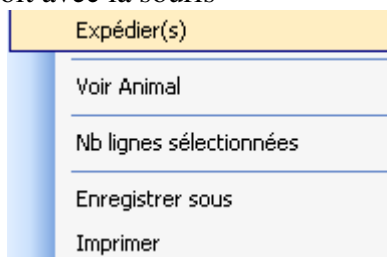 oit avec la souris
Expédier(s)
Voir Animal
Nb lignes sélectionnées
Enregistrer sous
Imprimer